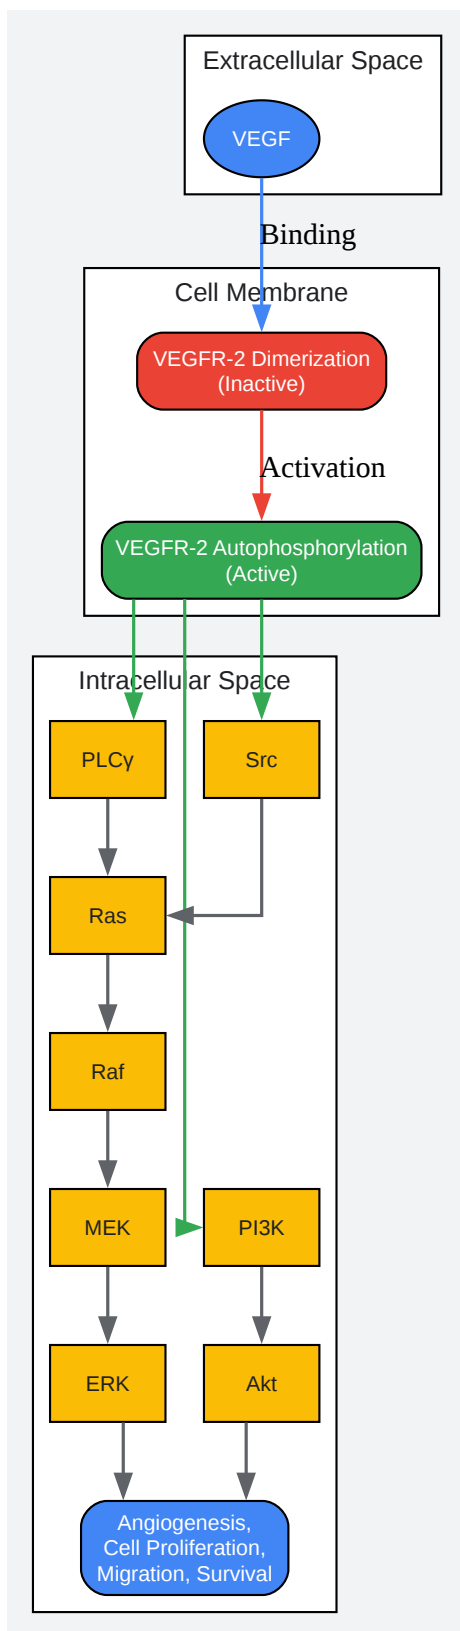 Extracellular Space
VEGF
Binding
Cell Membrane
VEGFR-2 Dimerization
(Inactive)
Activation
VEGFR-2 Autophosphorylation
(Active)
Intracellular Space
PLCγ
Src
Ras
Raf
MEK
PI3K
ERK
Akt
Angiogenesis,
Cell Proliferation,
Migration, Survival